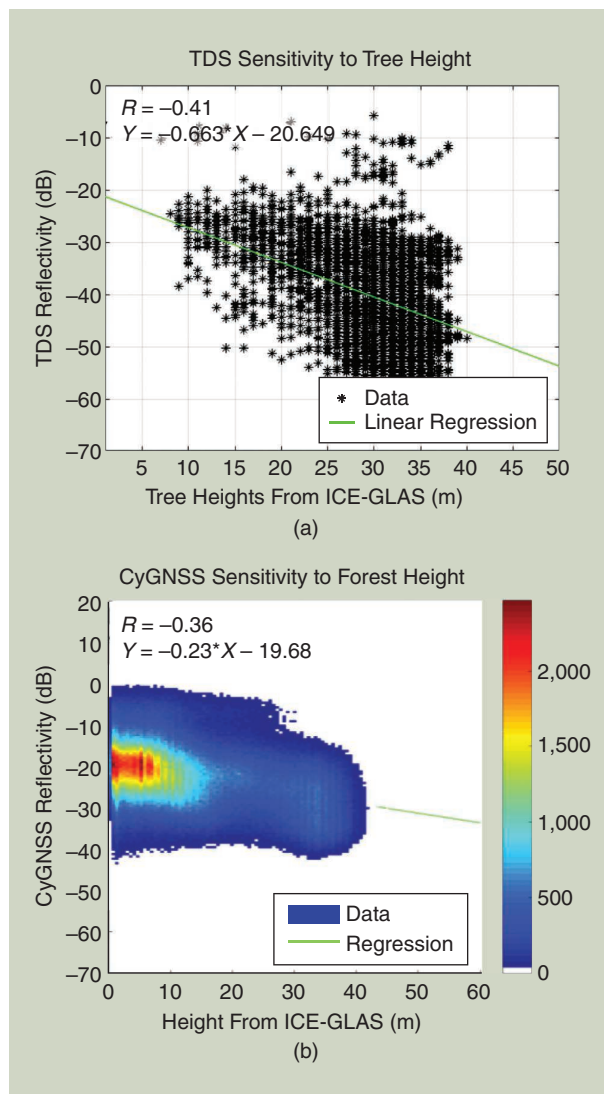 TDS Sensitivity to Tree Height
R = –0.41
Y = –0.663*X – 20.649
0
–10
–20
–30
–40
–50
–60
–70
TDS Reflectivity (dB)
Data
Linear Regression
5 10 15 20 25 30 35 40 45 50
Tree Heights From ICE-GLAS (m)
(a)
CyGNSS Sensitivity to Forest Height
R = –0.36
Y = –0.23*X – 19.68
20
10
0
–10
–20
–30
–40
–50
–60
–70
CyGNSS Reflectivity (dB)
Data
Regression
2,000
1,500
1,000
500
0
0 10 20 30 40 50 60
Height From ICE-GLAS (m)
(b)